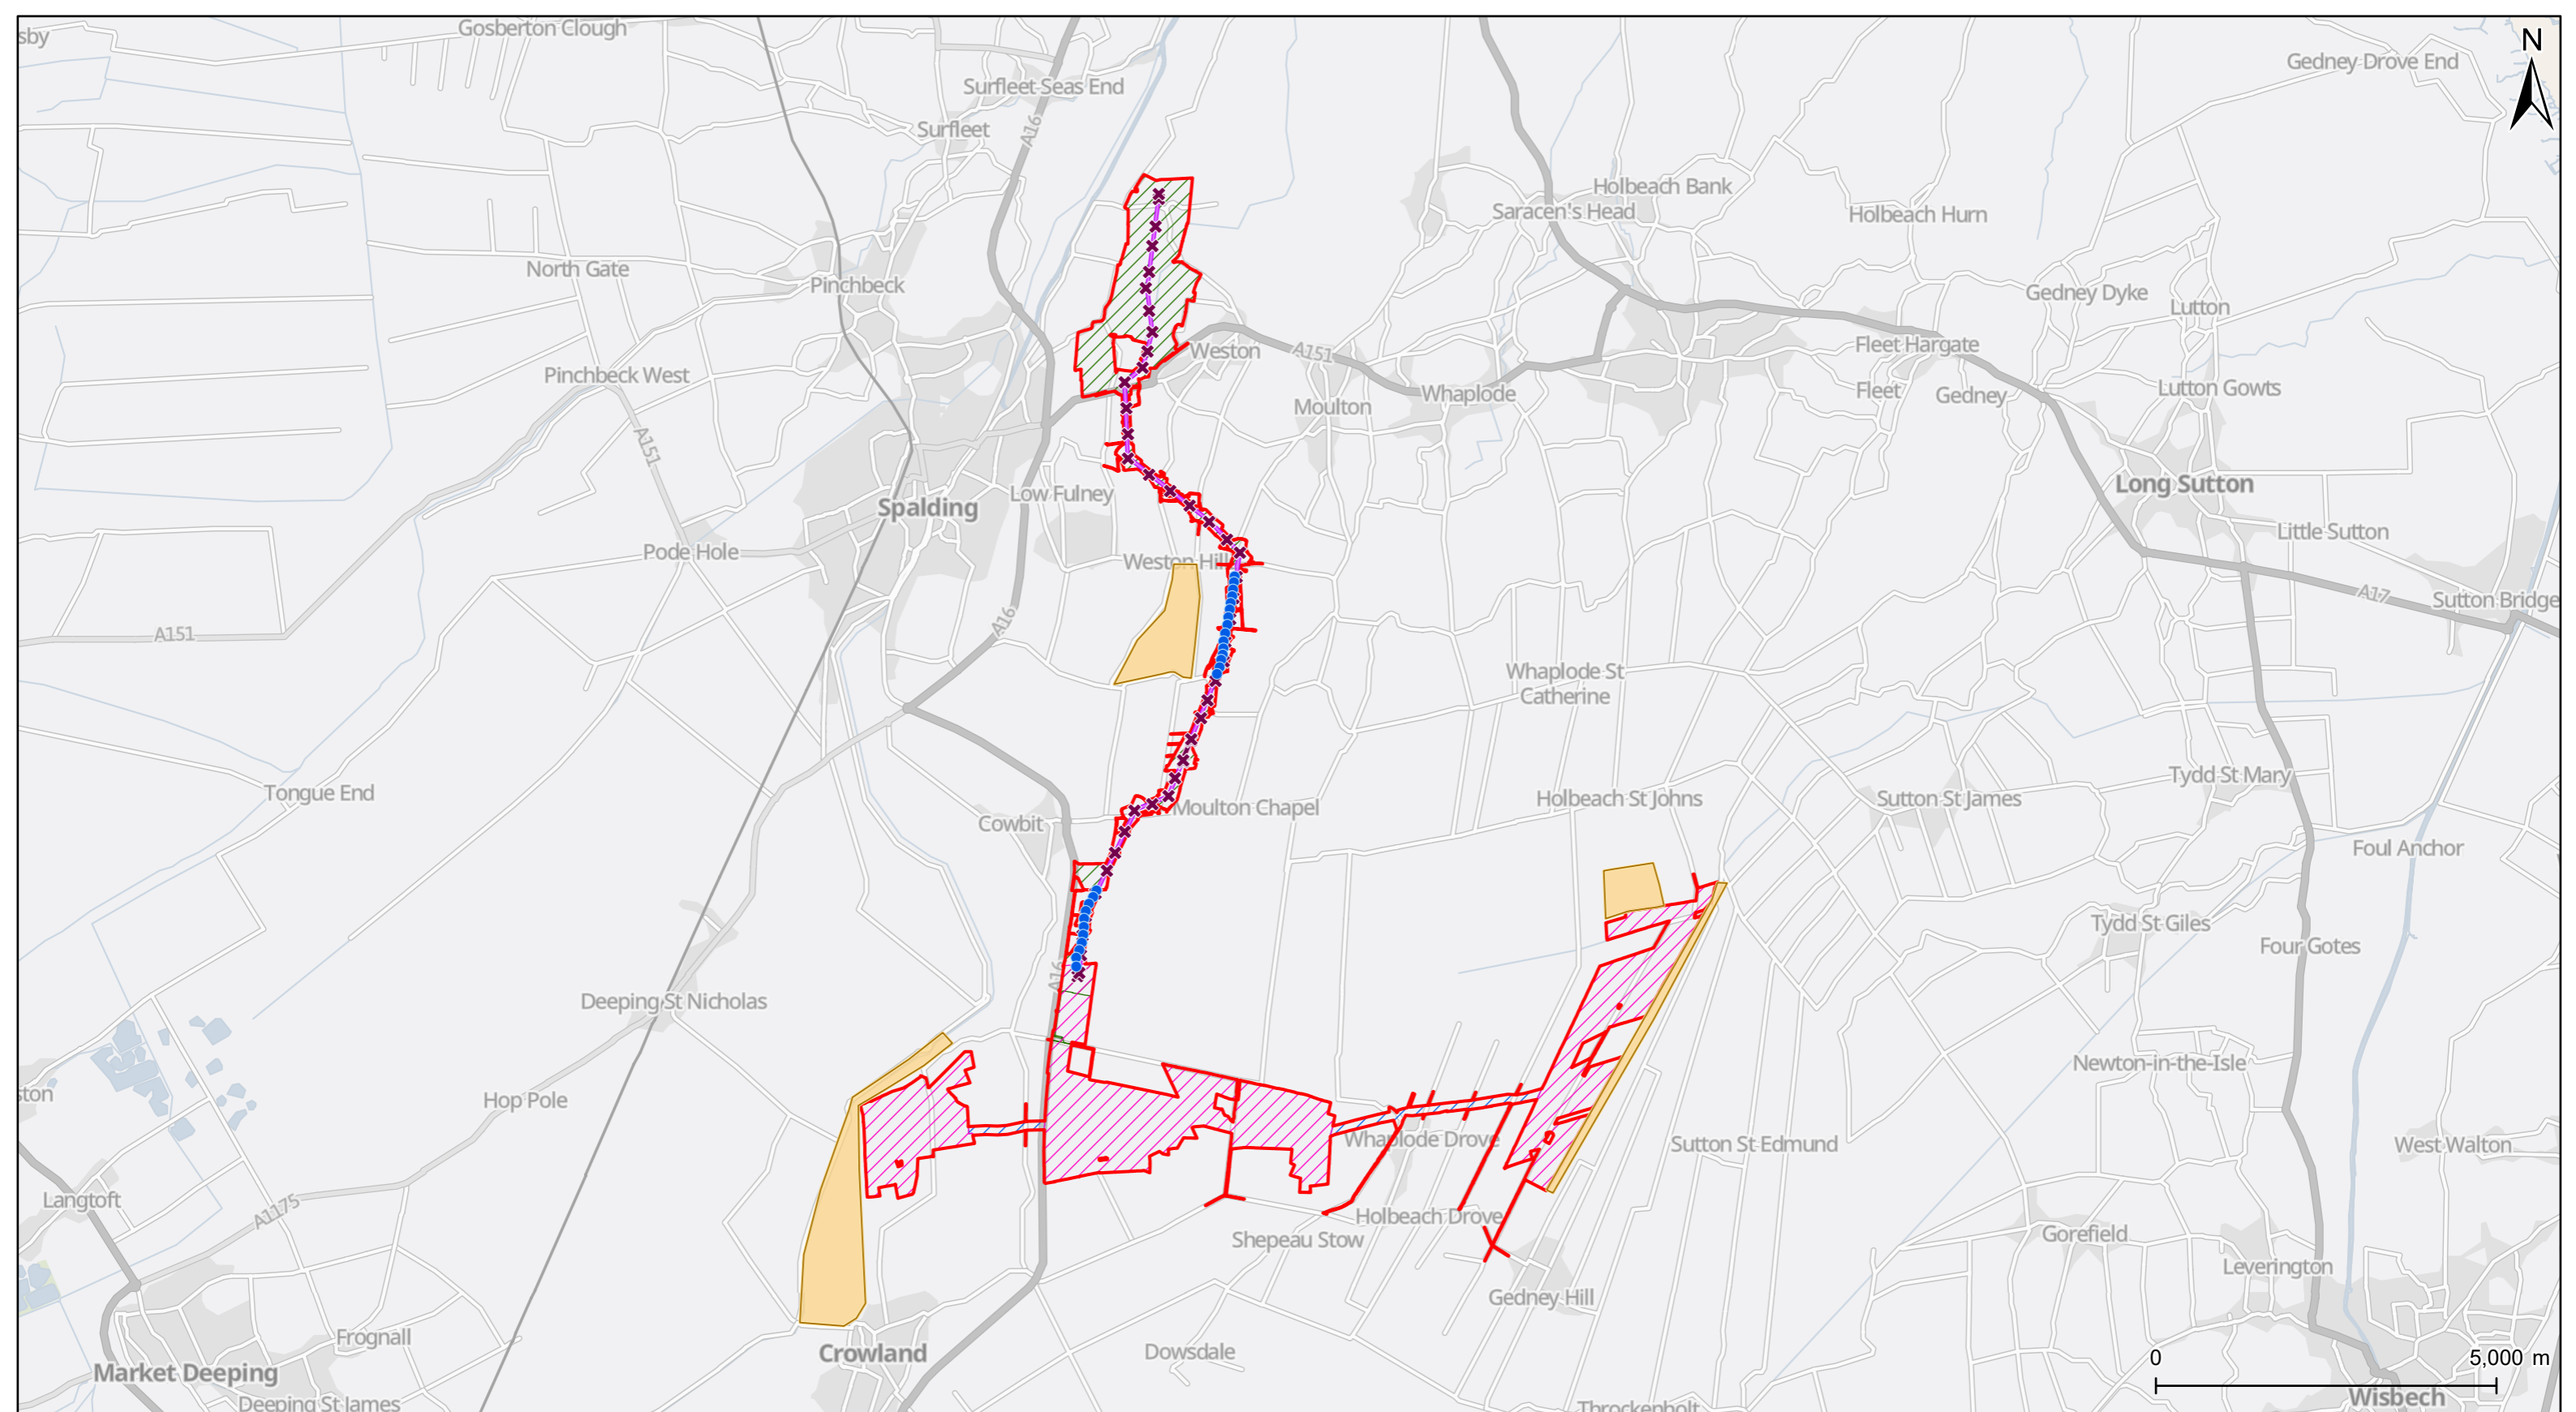 Gosberton Clough
sby
N
Gedney Drove End
Surfleet Seas End
Surfleet
A16
Holbeach Bank
Saracen's Head
Holbeach Hurn
North Gate
Pinchbeck
Gedney Dyke
Lutton
Weston
A151
Fleet Hargate
Pinchbeck West
Whaplode
Fleet
Gedney
Lutton Gowts
Moulton
A151
Long Sutton
Low Fulney
Spalding
Little Sutton
Pode Hole
Weston Hill
A17
Sutton Bridge
A16
A151
Whaplode St
Catherine
Tydd St Mary
Tongue End
Holbeach St Johns
Sutton St James
Moulton Chapel
Cowbit
Foul Anchor
Tydd St Giles
Four Gotes
A16
Deeping St Nicholas
Newton-in-the-Isle
ston
Hop Pole
Whaplode Drove
Sutton St Edmund
West Walton
Langtoft
A1175
Holbeach Drove
Shepeau Stow
Gorefield
Leverington
Gedney Hill
Frognall
Crowland
Dowsdale
0
5,000 m
Market Deeping
Wisbech
Deeping St James
Throckenholt